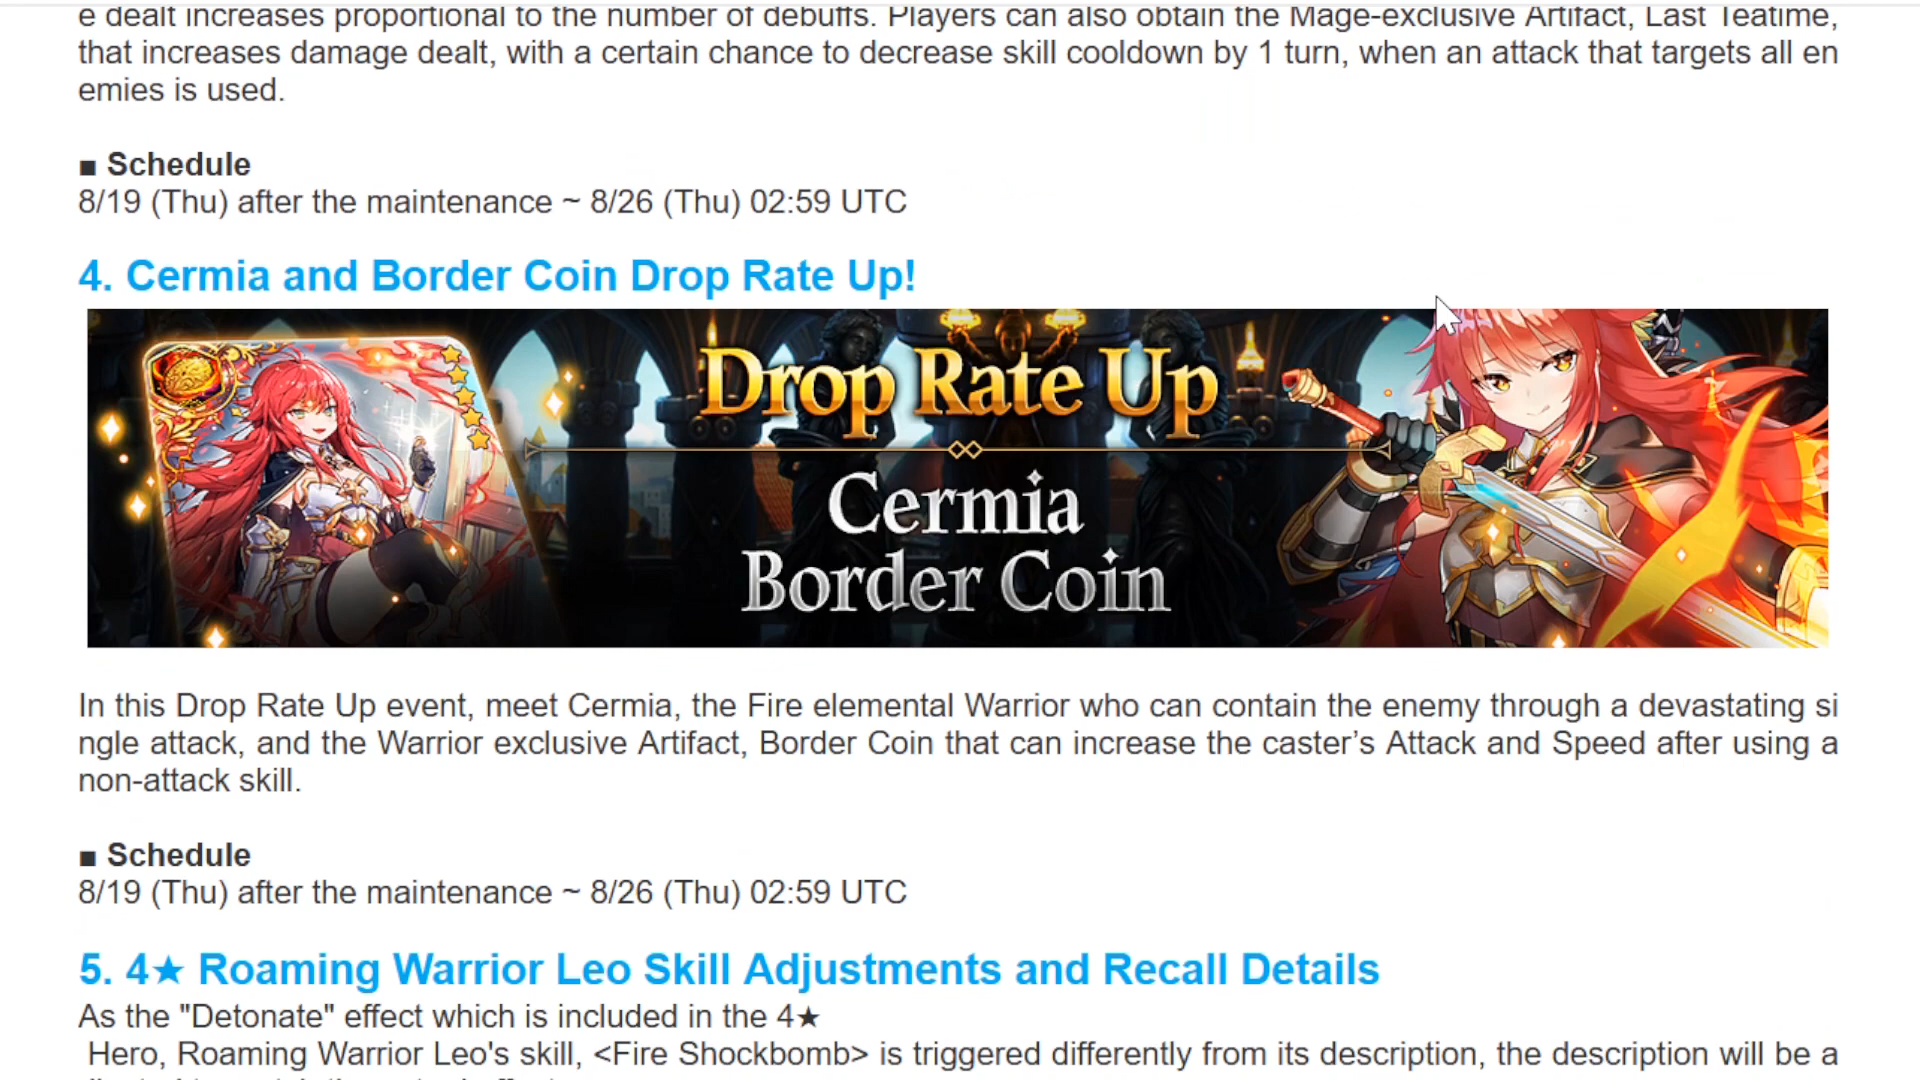 e dealt increases proportional to the number of debuffs. Players can also obtain the Mage-exclusive Artifact, Last Teatime,
that increases damage dealt, with a certain chance to decrease skill cooldown by 1 turn, when an attack that targets all en
emies is used.
■ Schedule
8/19 (Thu) after the maintenance ~ 8/26 (Thu) 02:59 UTC
4. Cermia and Border Coin Drop Rate Up!
Drop Rate Up
Cermia
Border Coin
In this Drop Rate Up event, meet Cermia, the Fire elemental Warrior who can contain the enemy through a devastating si
ngle attack, and the Warrior exclusive Artifact, Border Coin that can increase the caster’s Attack and Speed after using a
non-attack skill.
■ Schedule
8/19 (Thu) after the maintenance ~ 8/26 (Thu) 02:59 UTC
5. 4★ Roaming Warrior Leo Skill Adjustments and Recall Details
As the "Detonate" effect which is included in the 4★
Hero, Roaming Warrior Leo's skill, <Fire Shockbomb> is triggered differently from its description, the description will be a